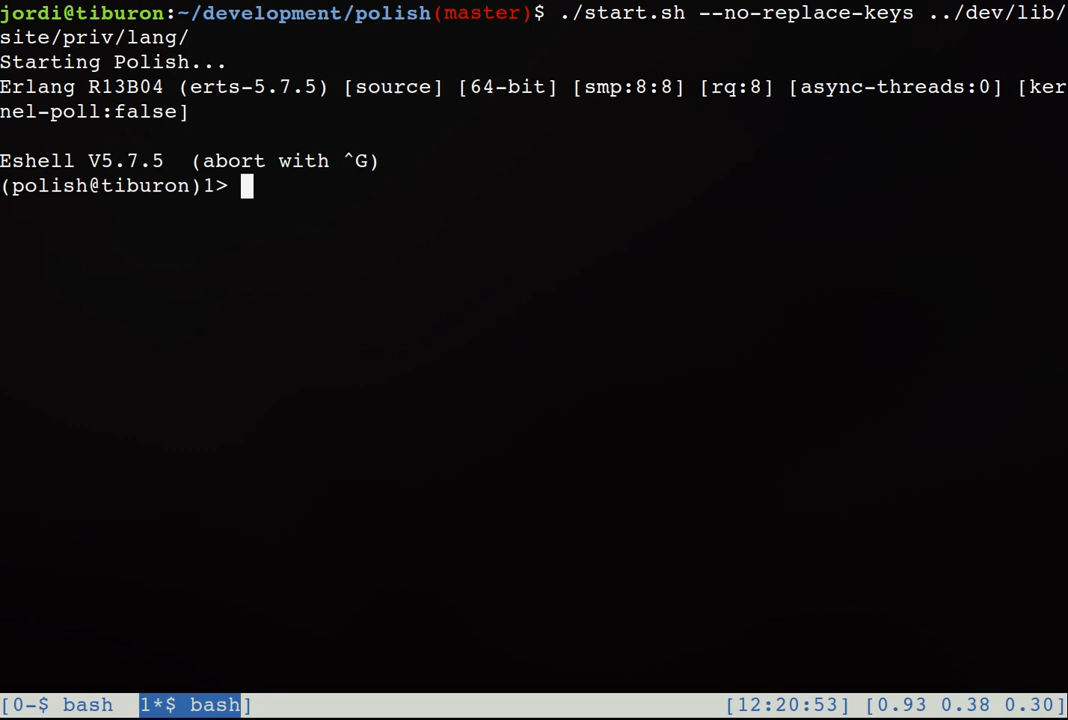 jordi@tiburon:~/development/polish(master)$ ./start.sh --no-replace-keys ../dev/lib/
site/priv/lang/
Starting Polish...
Erlang R13B04 (erts-5.7.5) [source] [64-bit] [smp:8:8] [rq:8] [async-threads:0] [ker
nel-poll:false]
Eshell V5.7.5  (abort with ^G)
(polish@tiburon)1>
[0-$ bash  1*$ bash] [12:20:53] [0.93 0.38 0.30]